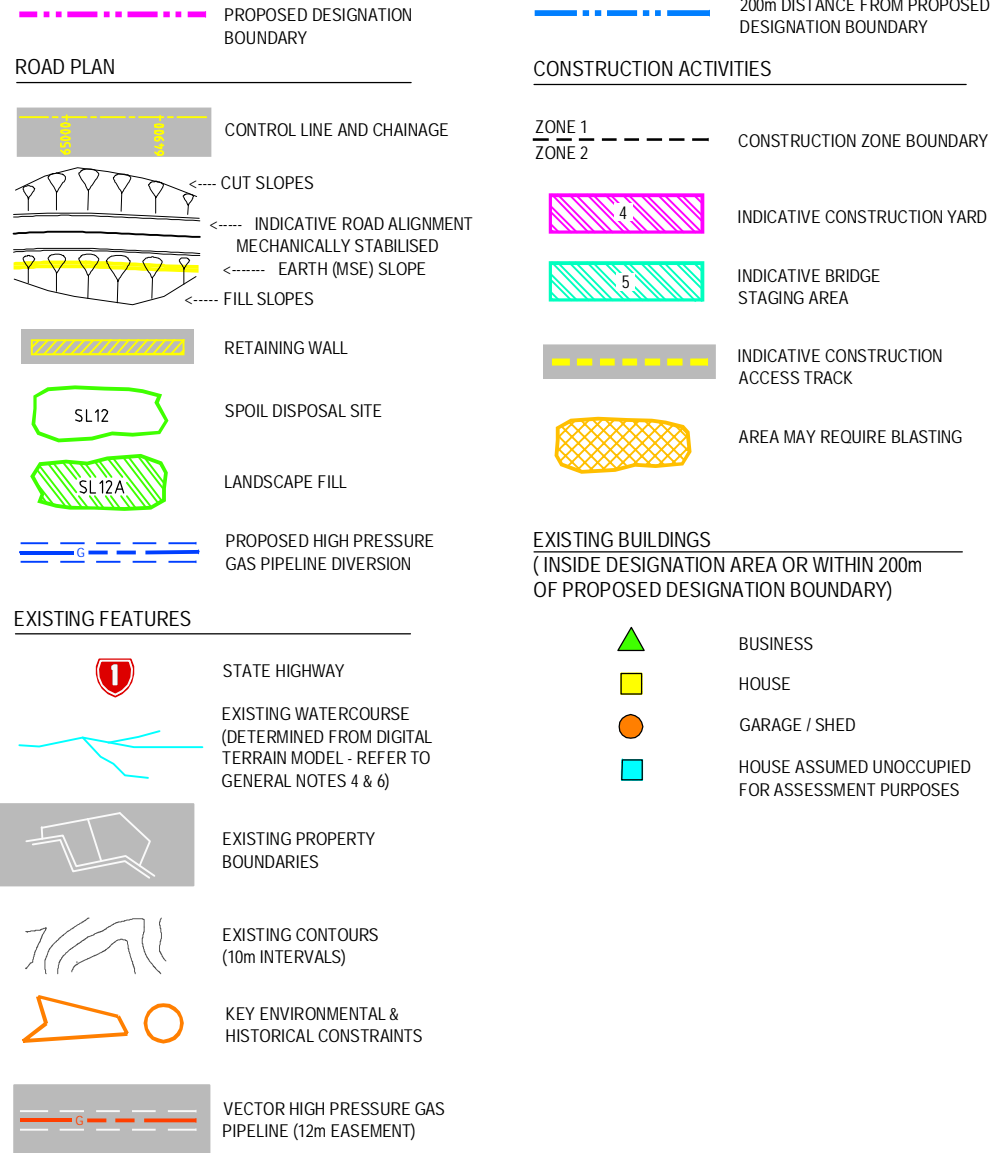 PROPOSED DESIGNATION
BOUNDARY
ROAD PLAN
65000
64900
CONTROL LINE AND CHAINAGE
<---- CUT SLOPES
<----- INDICATIVE ROAD ALIGNMENT
MECHANICALLY STABILISED
<------- EARTH (MSE) SLOPE
<----- FILL SLOPES
RETAINING WALL
SL12
SPOIL DISPOSAL SITE
SL12A
LANDSCAPE FILL
G
PROPOSED HIGH PRESSURE
GAS PIPELINE DIVERSION
EXISTING FEATURES
1
STATE HIGHWAY
EXISTING WATERCOURSE
(DETERMINED FROM DIGITAL
TERRAIN MODEL - REFER TO
GENERAL NOTES 4 & 6)
EXISTING PROPERTY
BOUNDARIES
EXISTING CONTOURS
(10m INTERVALS)
KEY ENVIRONMENTAL &
HISTORICAL CONSTRAINTS
G
VECTOR HIGH PRESSURE GAS
PIPELINE (12m EASEMENT)
200m DISTANCE FROM PROPOSED
DESIGNATION BOUNDARY
CONSTRUCTION ACTIVITIES
ZONE 1
ZONE 2
CONSTRUCTION ZONE BOUNDARY
4
INDICATIVE CONSTRUCTION YARD
5
INDICATIVE BRIDGE
STAGING AREA
INDICATIVE CONSTRUCTION
ACCESS TRACK
AREA MAY REQUIRE BLASTING
EXISTING BUILDINGS
( INSIDE DESIGNATION AREA OR WITHIN 200m
OF PROPOSED DESIGNATION BOUNDARY)
BUSINESS
HOUSE
GARAGE / SHED
HOUSE ASSUMED UNOCCUPIED
FOR ASSESSMENT PURPOSES